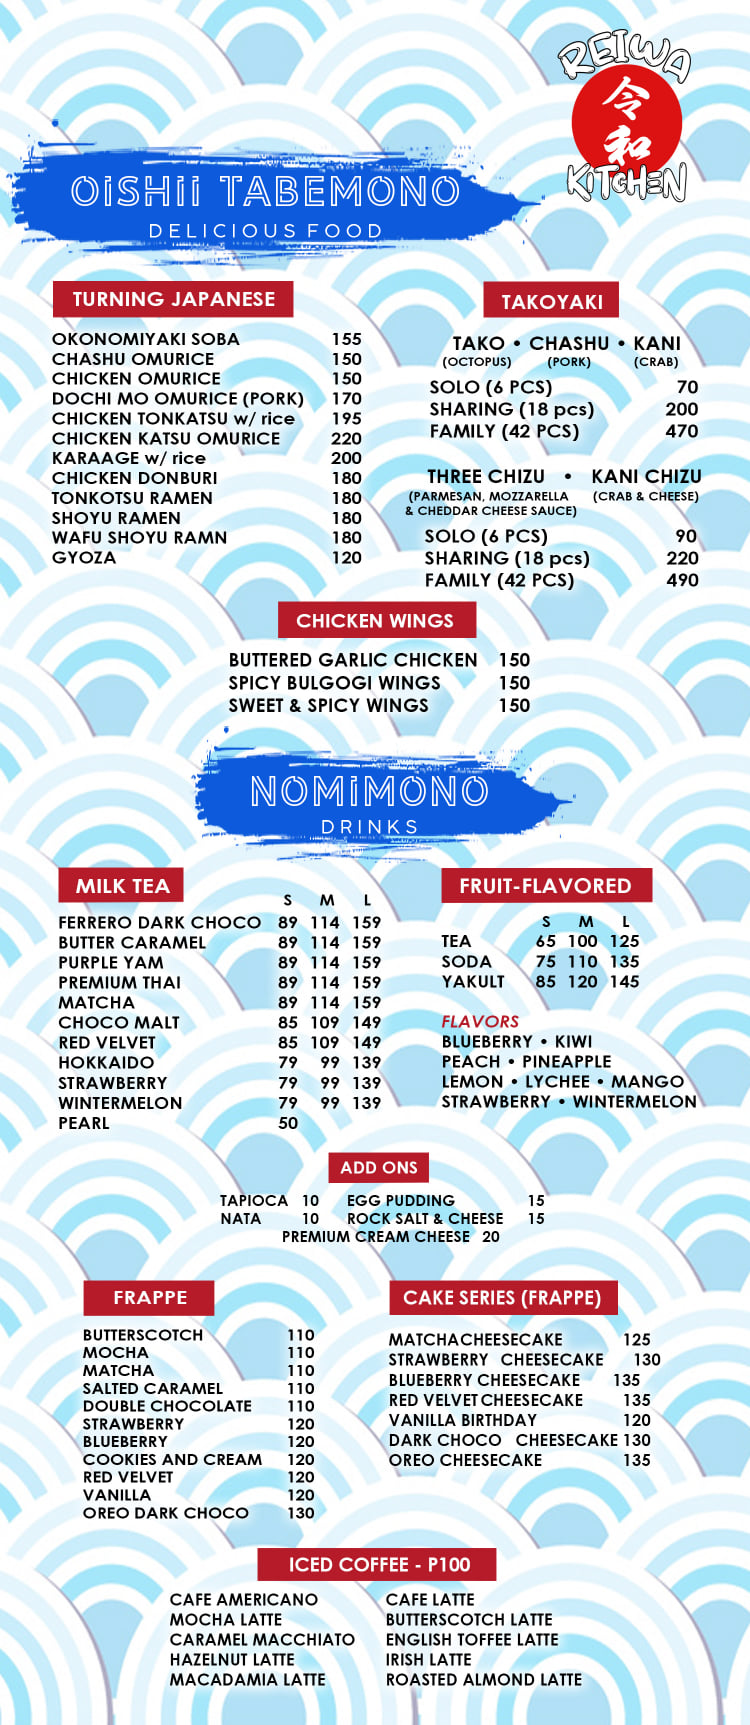 REIWA
令
和
KITCHEN
OiSHii TABEMONO
DELICIOUS FOOD
TURNING JAPANESE
OKONOMIYAKI SOBA 155
CHASHU OMURICE 150
CHICKEN OMURICE 150
DOCHI MO OMURICE (PORK) 170
CHICKEN TONKATSU w/ rice 195
CHICKEN KATSU OMURICE 220
KARAAGE w/ rice 200
CHICKEN DONBURI 180
TONKOTSU RAMEN 180
SHOYU RAMEN 180
WAFU SHOYU RAMN 180
GYOZA 120
TAKOYAKI
TAKO • CHASHU • KANI
(OCTOPUS) (PORK) (CRAB)
SOLO (6 PCS) 70
SHARING (18 pcs) 200
FAMILY (42 PCS) 470
THREE CHIZU • KANI CHIZU
(PARMESAN, MOZZARELLA (CRAB & CHEESE)
& CHEDDAR CHEESE SAUCE)
SOLO (6 PCS) 90
SHARING (18 pcs) 220
FAMILY (42 PCS) 490
CHICKEN WINGS
BUTTERED GARLIC CHICKEN 150
SPICY BULGOGI WINGS 150
SWEET & SPICY WINGS 150
NOMiMONO
DRINKS
MILK TEA
S M L
FERRERO DARK CHOCO 89 114 159
BUTTER CARAMEL 89 114 159
PURPLE YAM 89 114 159
PREMIUM THAI 89 114 159
MATCHA 89 114 159
CHOCO MALT 85 109 149
RED VELVET 85 109 149
HOKKAIDO 79 99 139
STRAWBERRY 79 99 139
WINTERMELON 79 99 139
PEARL 50
FRUIT-FLAVORED
S M L
TEA 65 100 125
SODA 75 110 135
YAKULT 85 120 145
FLAVORS
BLUEBERRY • KIWI
PEACH • PINEAPPLE
LEMON • LYCHEE • MANGO
STRAWBERRY • WINTERMELON
ADD ONS
TAPIOCA 10 EGG PUDDING 15
NATA 10 ROCK SALT & CHEESE 15
PREMIUM CREAM CHEESE 20
FRAPPE
BUTTERSCOTCH 110
MOCHA 110
MATCHA 110
SALTED CARAMEL 110
DOUBLE CHOCOLATE 110
STRAWBERRY 120
BLUEBERRY 120
COOKIES AND CREAM 120
RED VELVET 120
VANILLA 120
OREO DARK CHOCO 130
CAKE SERIES (FRAPPE)
MATCHACHEESECAKE 125
STRAWBERRY CHEESECAKE 130
BLUEBERRY CHEESECAKE 135
RED VELVET CHEESECAKE 135
VANILLA BIRTHDAY 120
DARK CHOCO CHEESECAKE 130
OREO CHEESECAKE 135
ICED COFFEE - P100
CAFE AMERICANO
MOCHA LATTE
CARAMEL MACCHIATO
HAZELNUT LATTE
MACADAMIA LATTE
CAFE LATTE
BUTTERSCOTCH LATTE
ENGLISH TOFFEE LATTE
IRISH LATTE
ROASTED ALMOND LATTE